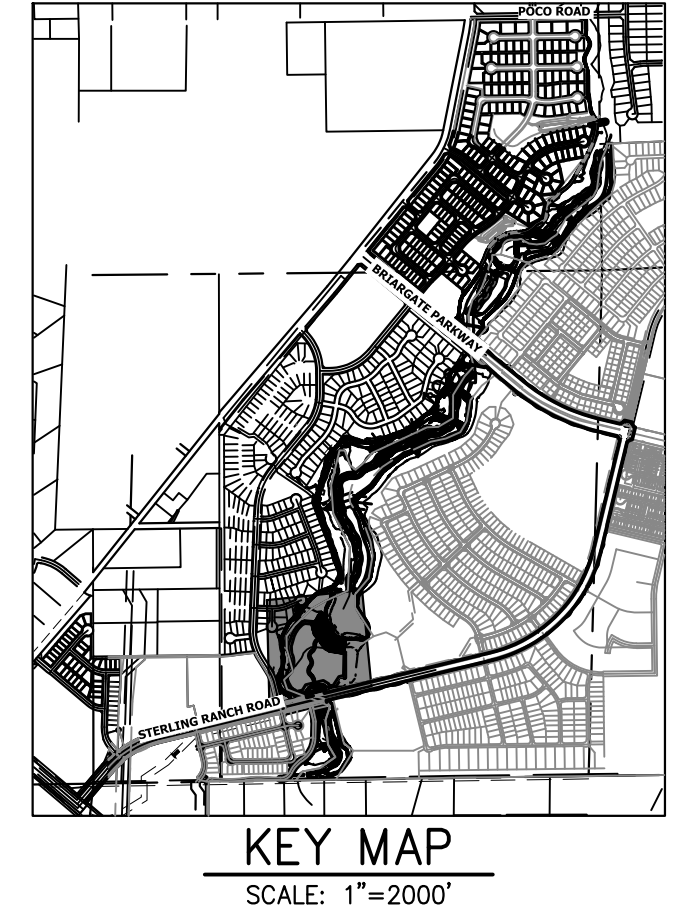 POCO ROAD
BRIARGATE PARKWAY
STERLING RANCH ROAD
KEY MAP
SCALE: 1"=2000'